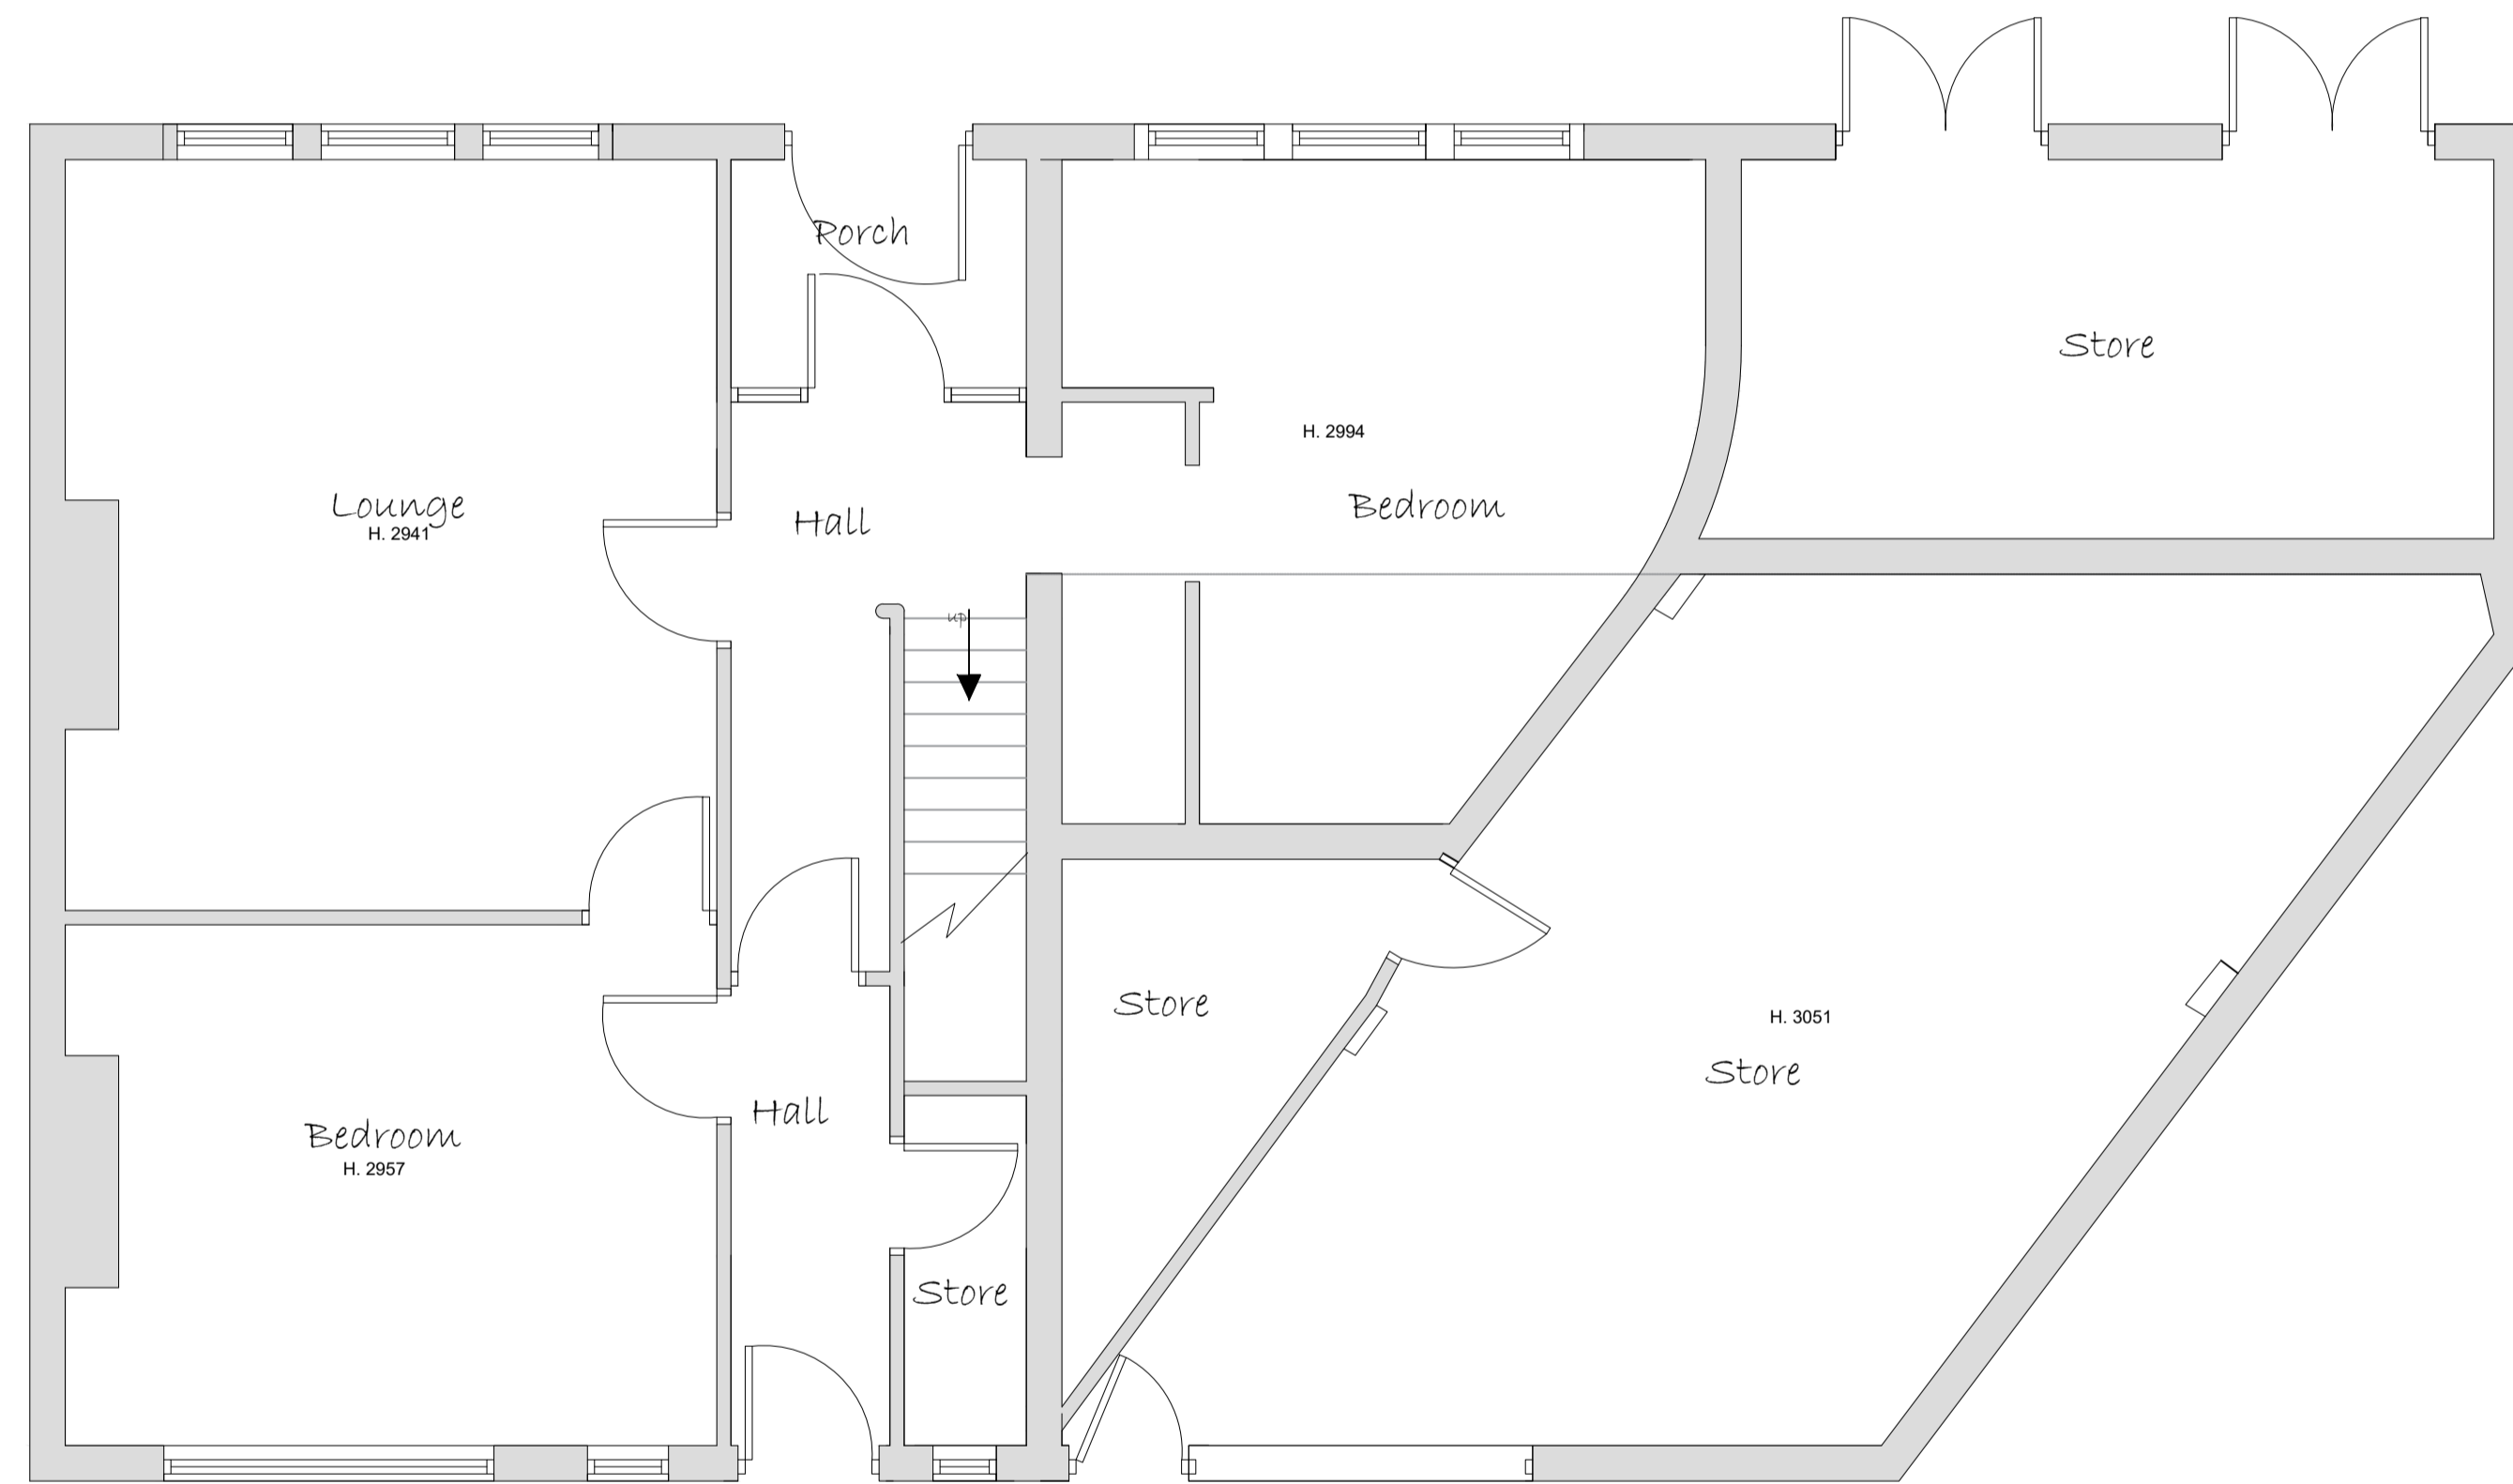 Porch
Store
H. 2994
Lounge
H. 2941
Hall
Bedroom
up
Store
H. 3051
Store
Hall
Bedroom
H. 2957
Store